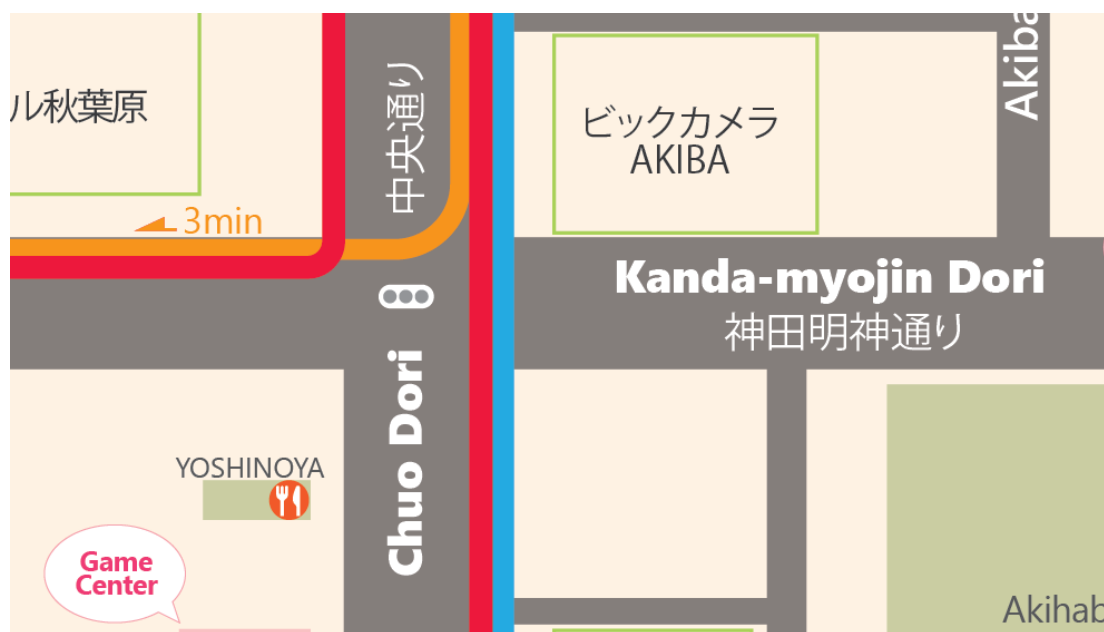 ル秋葉原
中央通り
ビックカメラ
AKIBA
Akiba
3min
Kanda-myojin Dori
神田明神通り
Chuo Dori
YOSHINOYA
Game
Center
Akihab